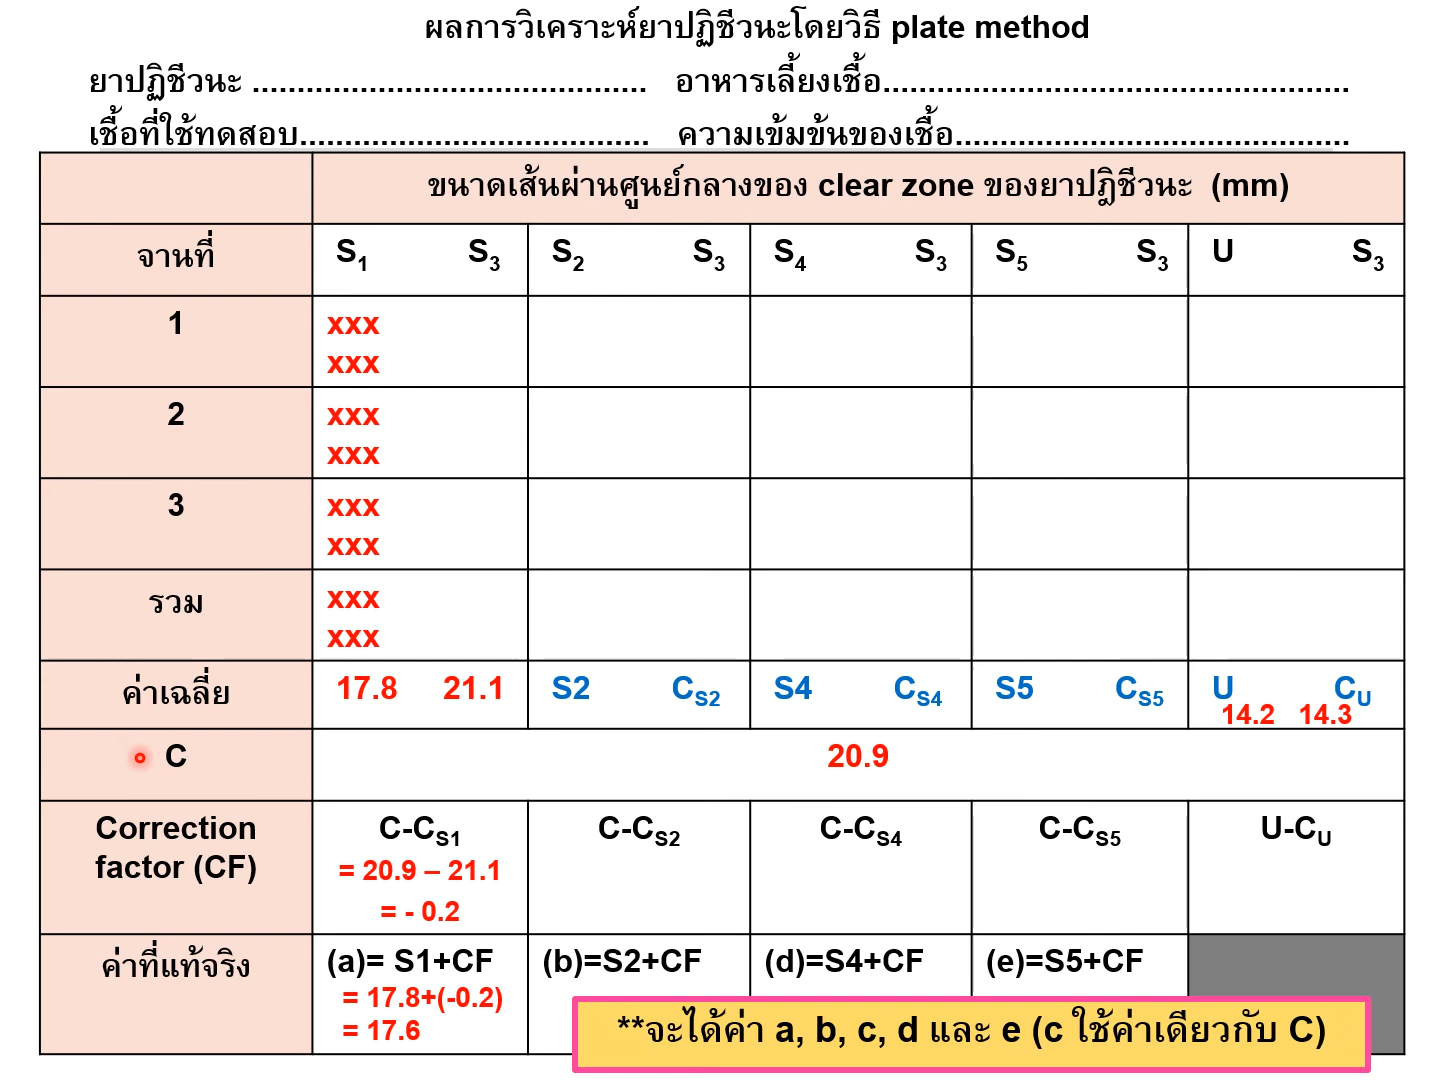 ผลการวิเคราะห์ยาปฏิชีวนะโดยวิธี plate method
ยาปฏิชีวนะ ............................................ อาหารเลี้ยงเชื้อ....................................................
เชื้อที่ใช้ทดสอบ....................................... ความเข้มข้นของเชื้อ............................................
ขนาดเส้นผ่านศูนย์กลางของ clear zone ของยาปฏิชีวนะ (mm)
จานที่ S1 S3 S2 S3 S4 S3 S5 S3 U S3
1 xxx
xxx
2 xxx
xxx
3 xxx
xxx
รวม xxx
xxx
ค่าเฉลี่ย 17.8 21.1 S2 CS2 S4 CS4 S5 CS5 U CU
14.2 14.3
C 20.9
Correction factor (CF) C-CS1 C-CS2 C-CS4 C-CS5 U-CU
= 20.9 – 21.1
= - 0.2
ค่าที่แท้จริง (a)= S1+CF (b)=S2+CF (d)=S4+CF (e)=S5+CF
= 17.8+(-0.2)
= 17.6
**จะได้ค่า a, b, c, d และ e (c ใช้ค่าเดียวกับ C)